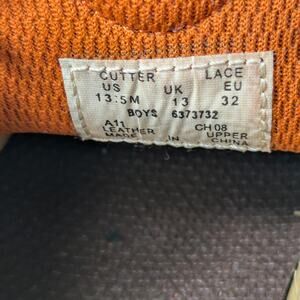 CUTTER LACE
US UK EU
13.5M 13 32
BOYS 6373732
A11 CH08
LEATHER UPPER
MADE IN CHINA